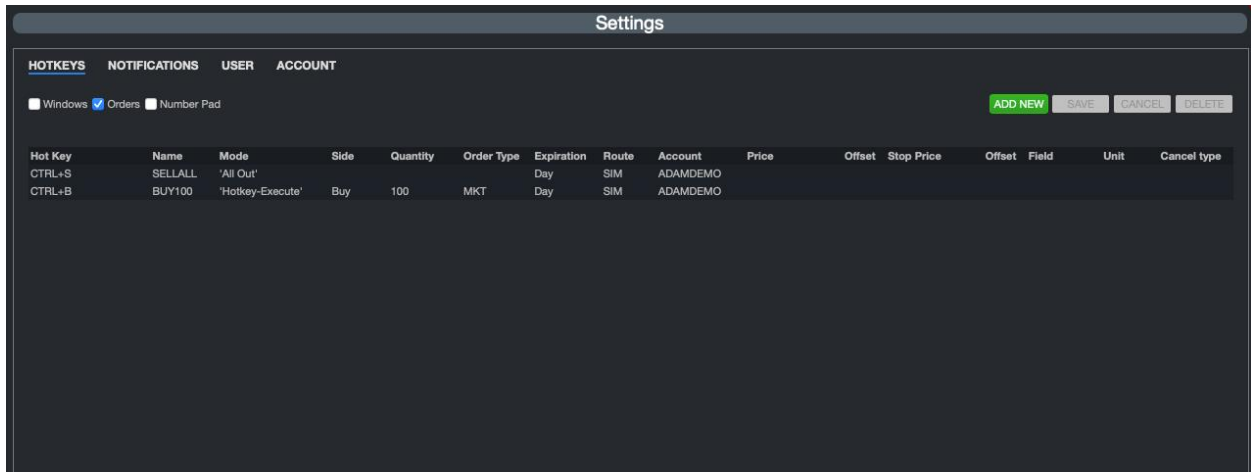 Settings
HOTKEYS NOTIFICATIONS USER ACCOUNT
Windows Orders Number Pad ADD NEW SAVE CANCEL DELETE
Hot Key Name Mode Side Quantity Order Type Expiration Route Account Price Offset Stop Price Offset Field Unit Cancel type
CTRL+S SELLALL 'All Out' Day SIM ADAMDEMO
CTRL+B BUY100 'Hotkey-Execute' Buy 100 MKT Day SIM ADAMDEMO